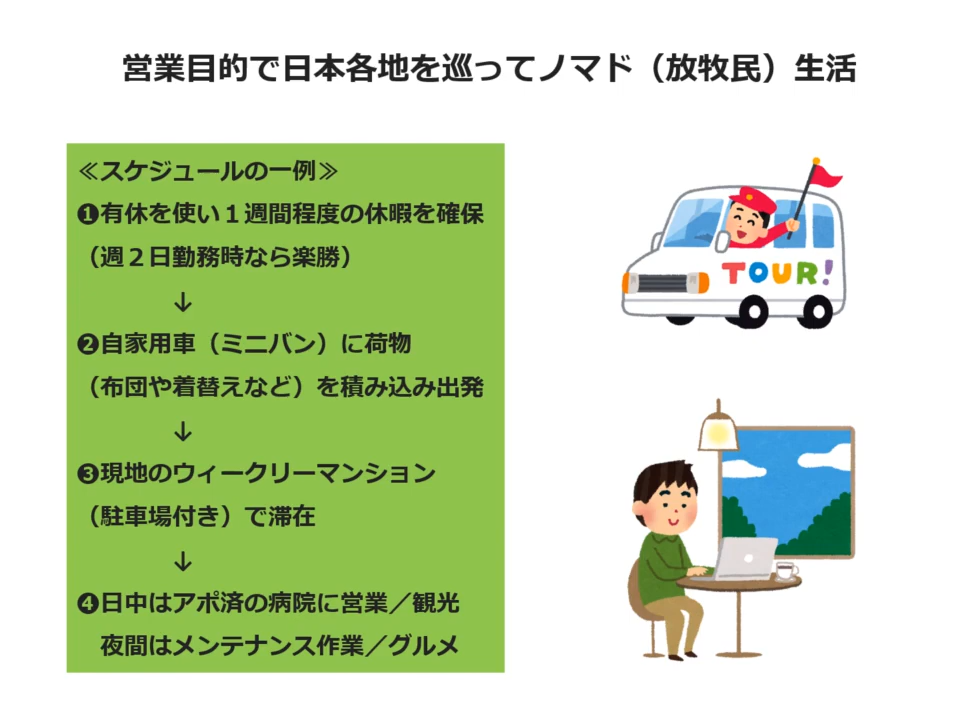 営業目的で日本各地を巡ってノマド（放牧民）生活
≪スケジュールの一例≫
❶有休を使い１週間程度の休暇を確保
（週２日勤務時なら楽勝）
↓
❷自家用車（ミニバン）に荷物
（布団や着替えなど）を積み込み出発
↓
❸現地のウィークリーマンション
（駐車場付き）で滞在
↓
❹日中はアポ済の病院に営業／観光
夜間はメンテナンス作業／グルメ
TOUR!